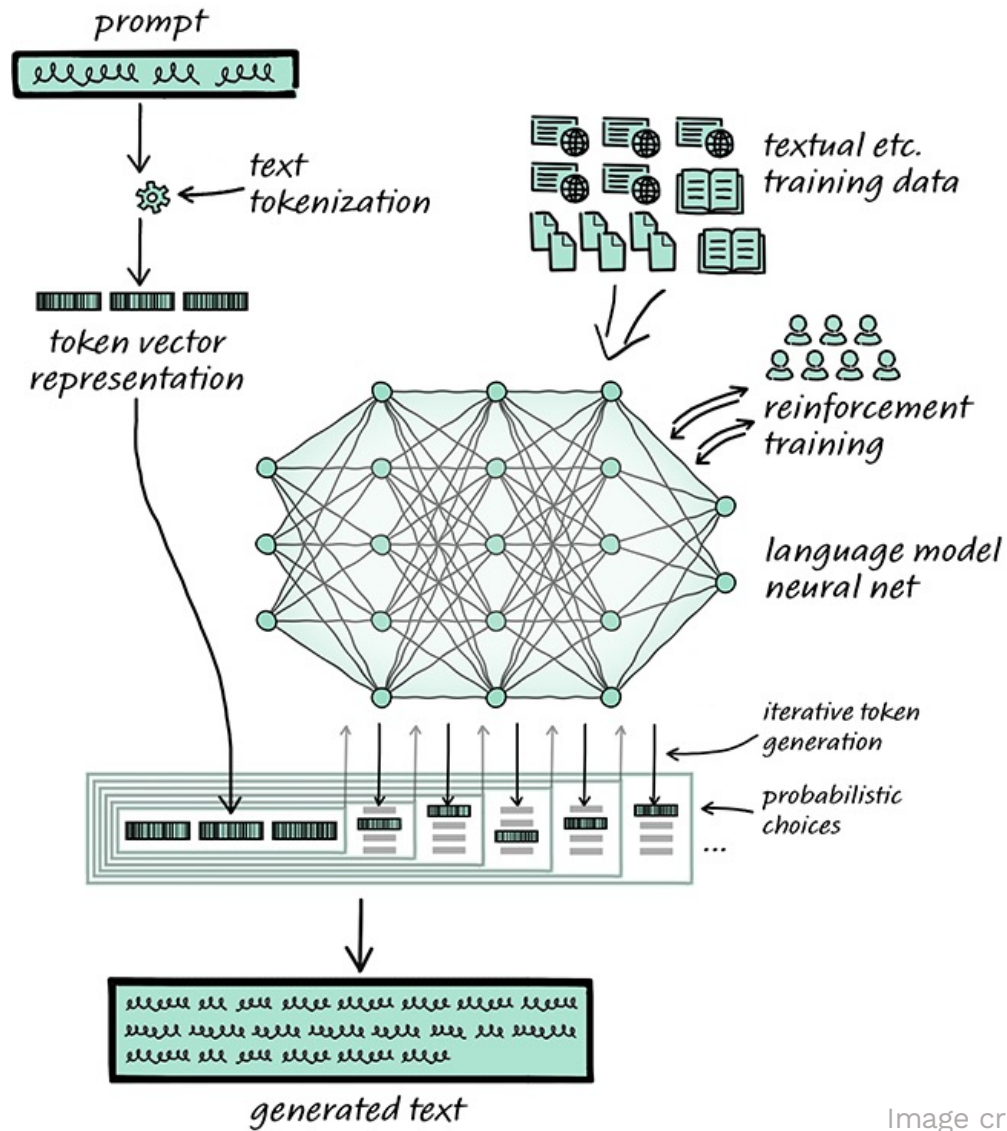 prompt
text
tokenization
token vector
representation
textual etc.
training data
reinforcement
training
language model
neural net
iterative token
generation
probabilistic
choices
...
generated text
Image cr